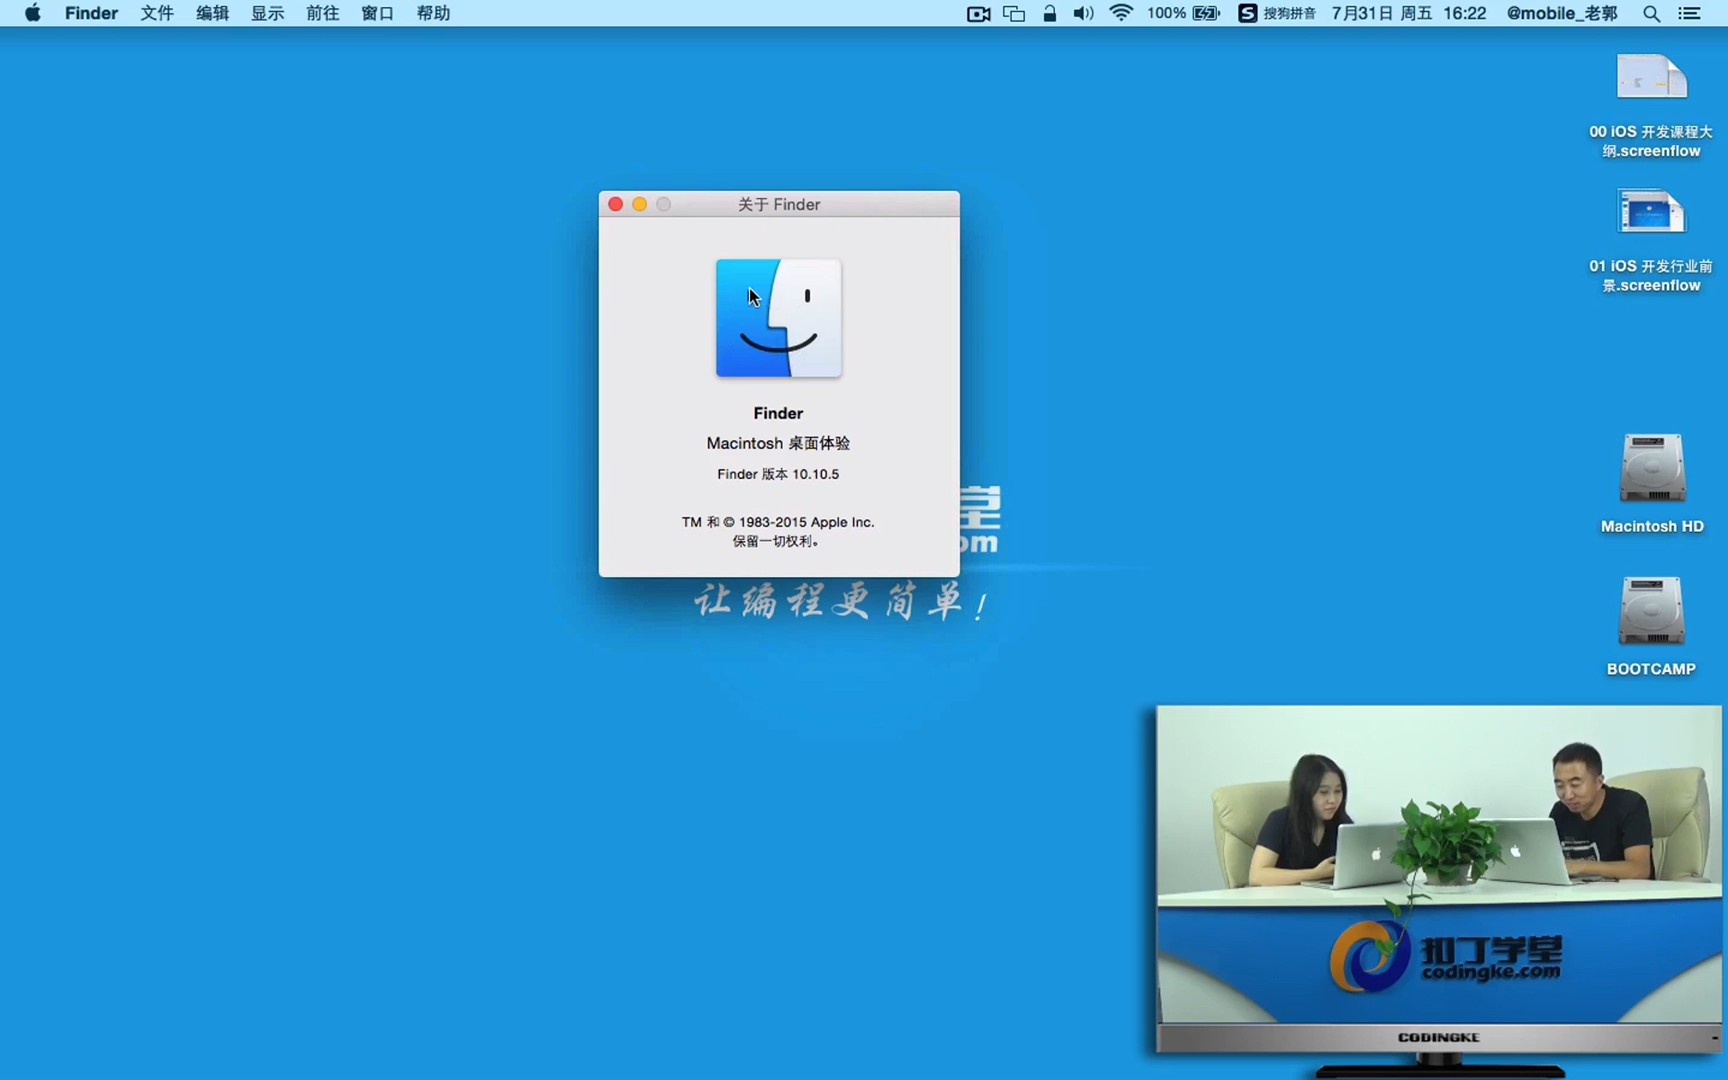 Finder 文件 编辑 显示 前往 窗口 帮助
100% 搜狗拼音 7月31日 周五 16:22 @mobile_老郭
00 iOS 开发课程大
纲.screenflow
01 iOS 开发行业前
景.screenflow
关于 Finder
Finder
Macintosh 桌面体验
Finder 版本 10.10.5
TM 和 © 1983-2015 Apple Inc.
保留一切权利。
堂
om
让编程更简单!
Macintosh HD
BOOTCAMP
扣丁学堂
codingke.com
CODINGKE